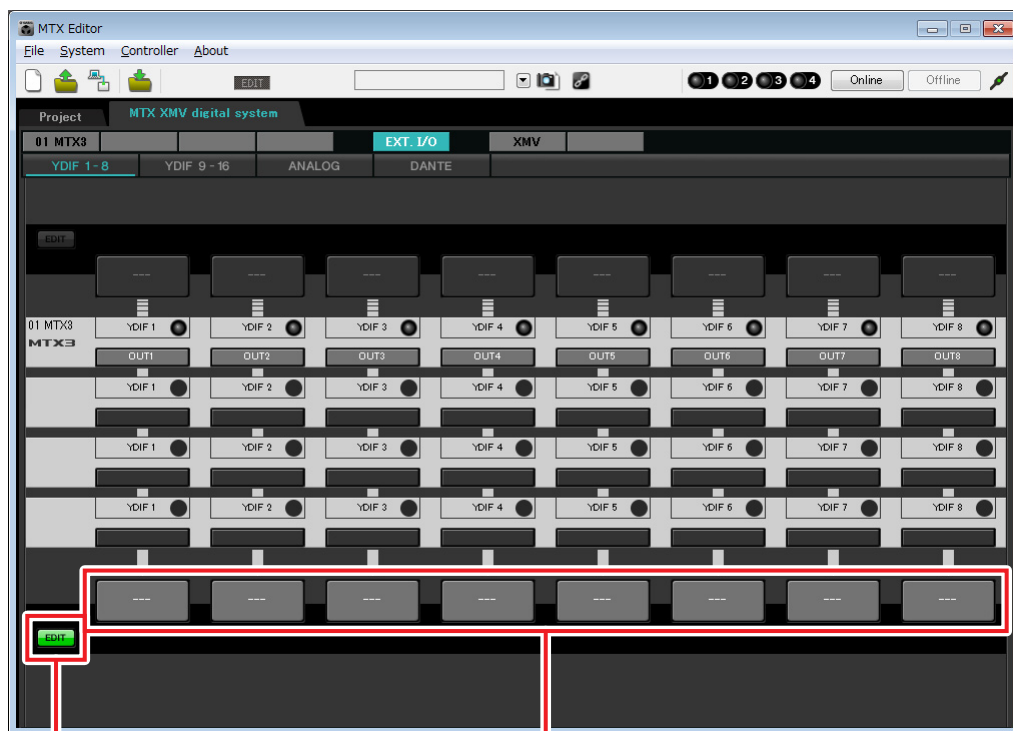 MTX Editor
File System Controller About
EDIT 1 2 3 4 Online Offline
Project MTX XMV digital system
01 MTX3 EXT. I/O XMV
YDIF 1-8 YDIF 9-16 ANALOG DANTE
EDIT
--- --- --- --- --- --- --- ---
01 MTX3 YDIF 1 YDIF 2 YDIF 3 YDIF 4 YDIF 5 YDIF 6 YDIF 7 YDIF 8
MTX3
OUT1 OUT2 OUT3 OUT4 OUT5 OUT6 OUT7 OUT8
YDIF 1 YDIF 2 YDIF 3 YDIF 4 YDIF 5 YDIF 6 YDIF 7 YDIF 8
YDIF 1 YDIF 2 YDIF 3 YDIF 4 YDIF 5 YDIF 6 YDIF 7 YDIF 8
YDIF 1 YDIF 2 YDIF 3 YDIF 4 YDIF 5 YDIF 6 YDIF 7 YDIF 8
--- --- --- --- --- --- --- ---
EDIT